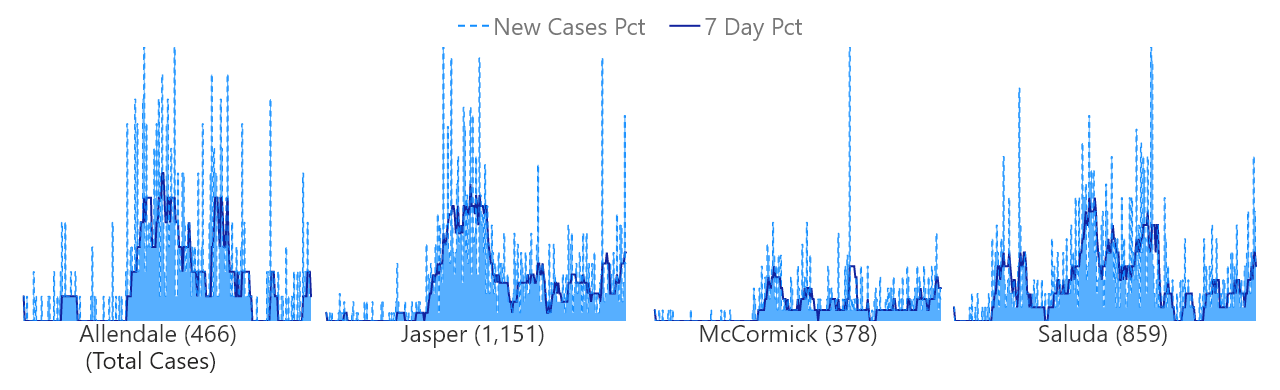 New Cases Pct 7 Day Pct
Allendale (466) Jasper (1,151) McCormick (378) Saluda (859)
(Total Cases)